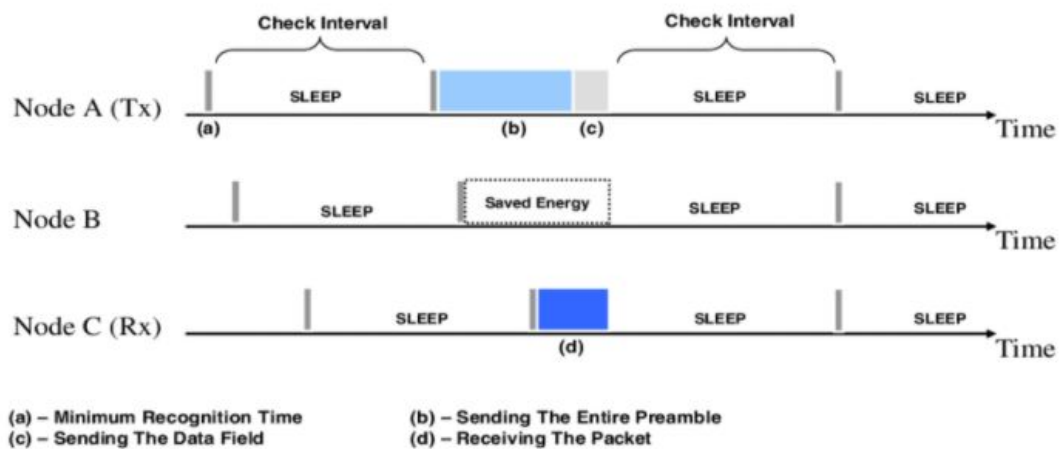 Check Interval Check Interval
Node A (Tx) SLEEP SLEEP SLEEP
(a) (b) (c) Time
Node B SLEEP Saved Energy SLEEP SLEEP
Time
Node C (Rx) SLEEP SLEEP SLEEP
(d) Time
(a) – Minimum Recognition Time (b) – Sending The Entire Preamble
(c) – Sending The Data Field (d) – Receiving The Packet